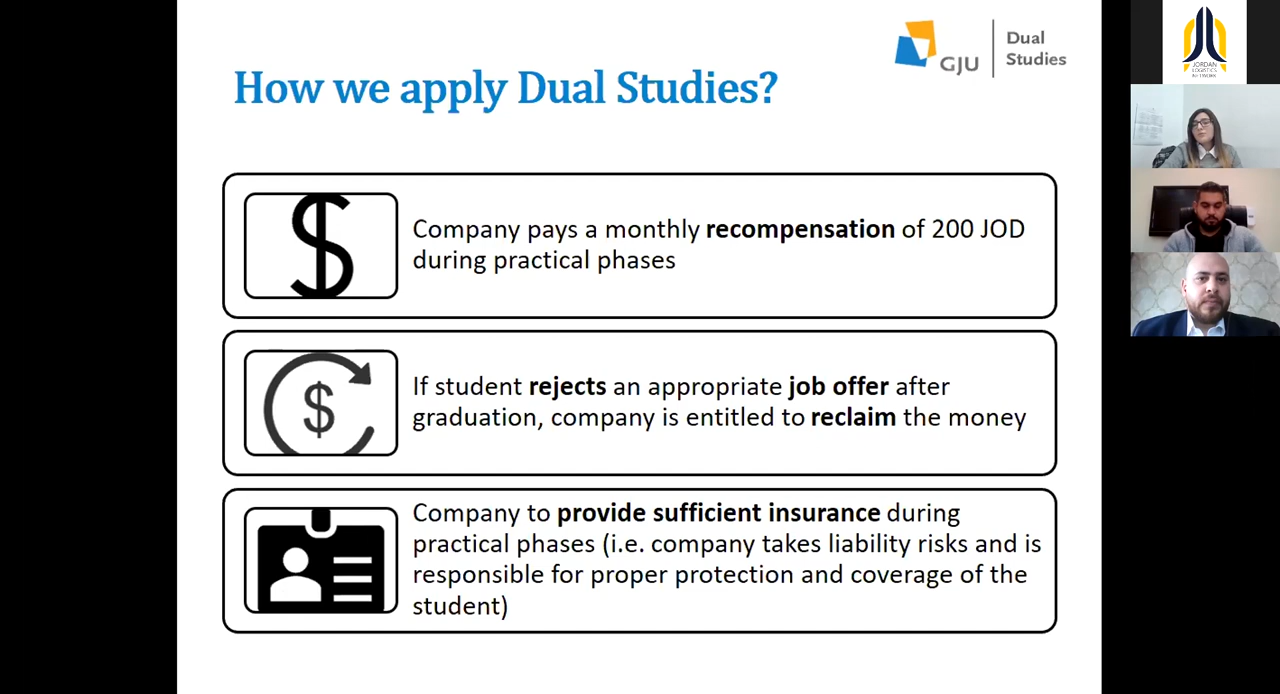 How we apply Dual Studies?
GJU
Dual
Studies
Company pays a monthly recompensation of 200 JOD
during practical phases
If student rejects an appropriate job offer after
graduation, company is entitled to reclaim the money
Company to provide sufficient insurance during
practical phases (i.e. company takes liability risks and is
responsible for proper protection and coverage of the
student)
JORDAN
LOGISTICS